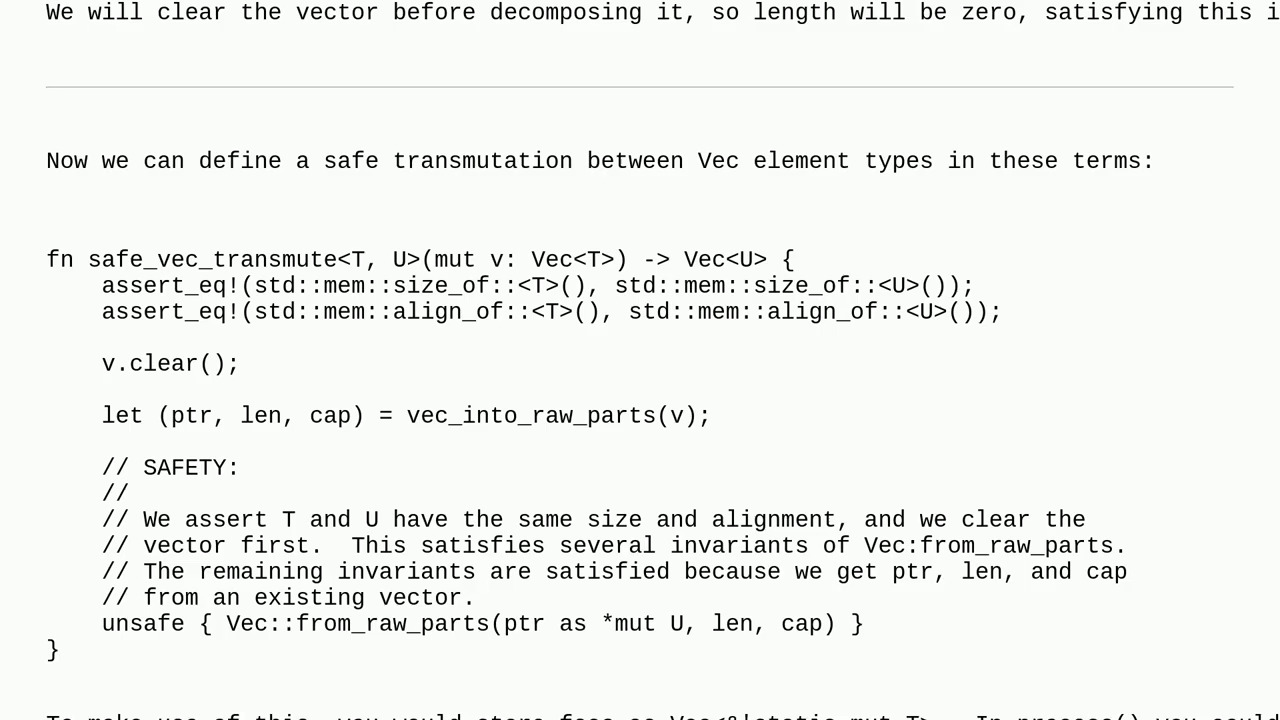 We will clear the vector before decomposing it, so length will be zero, satisfying this
Now we can define a safe transmutation between Vec element types in these terms:
fn safe_vec_transmute<T, U>(mut v: Vec<T>) -> Vec<U> {
    assert_eq!(std::mem::size_of::<T>(), std::mem::size_of::<U>());
    assert_eq!(std::mem::align_of::<T>(), std::mem::align_of::<U>());
    v.clear();
    let (ptr, len, cap) = vec_into_raw_parts(v);
    // SAFETY:
    //
    // We assert T and U have the same size and alignment, and we clear the
    // vector first.  This satisfies several invariants of Vec:from_raw_parts.
    // The remaining invariants are satisfied because we get ptr, len, and cap
    // from an existing vector.
    unsafe { Vec::from_raw_parts(ptr as *mut U, len, cap) }
}